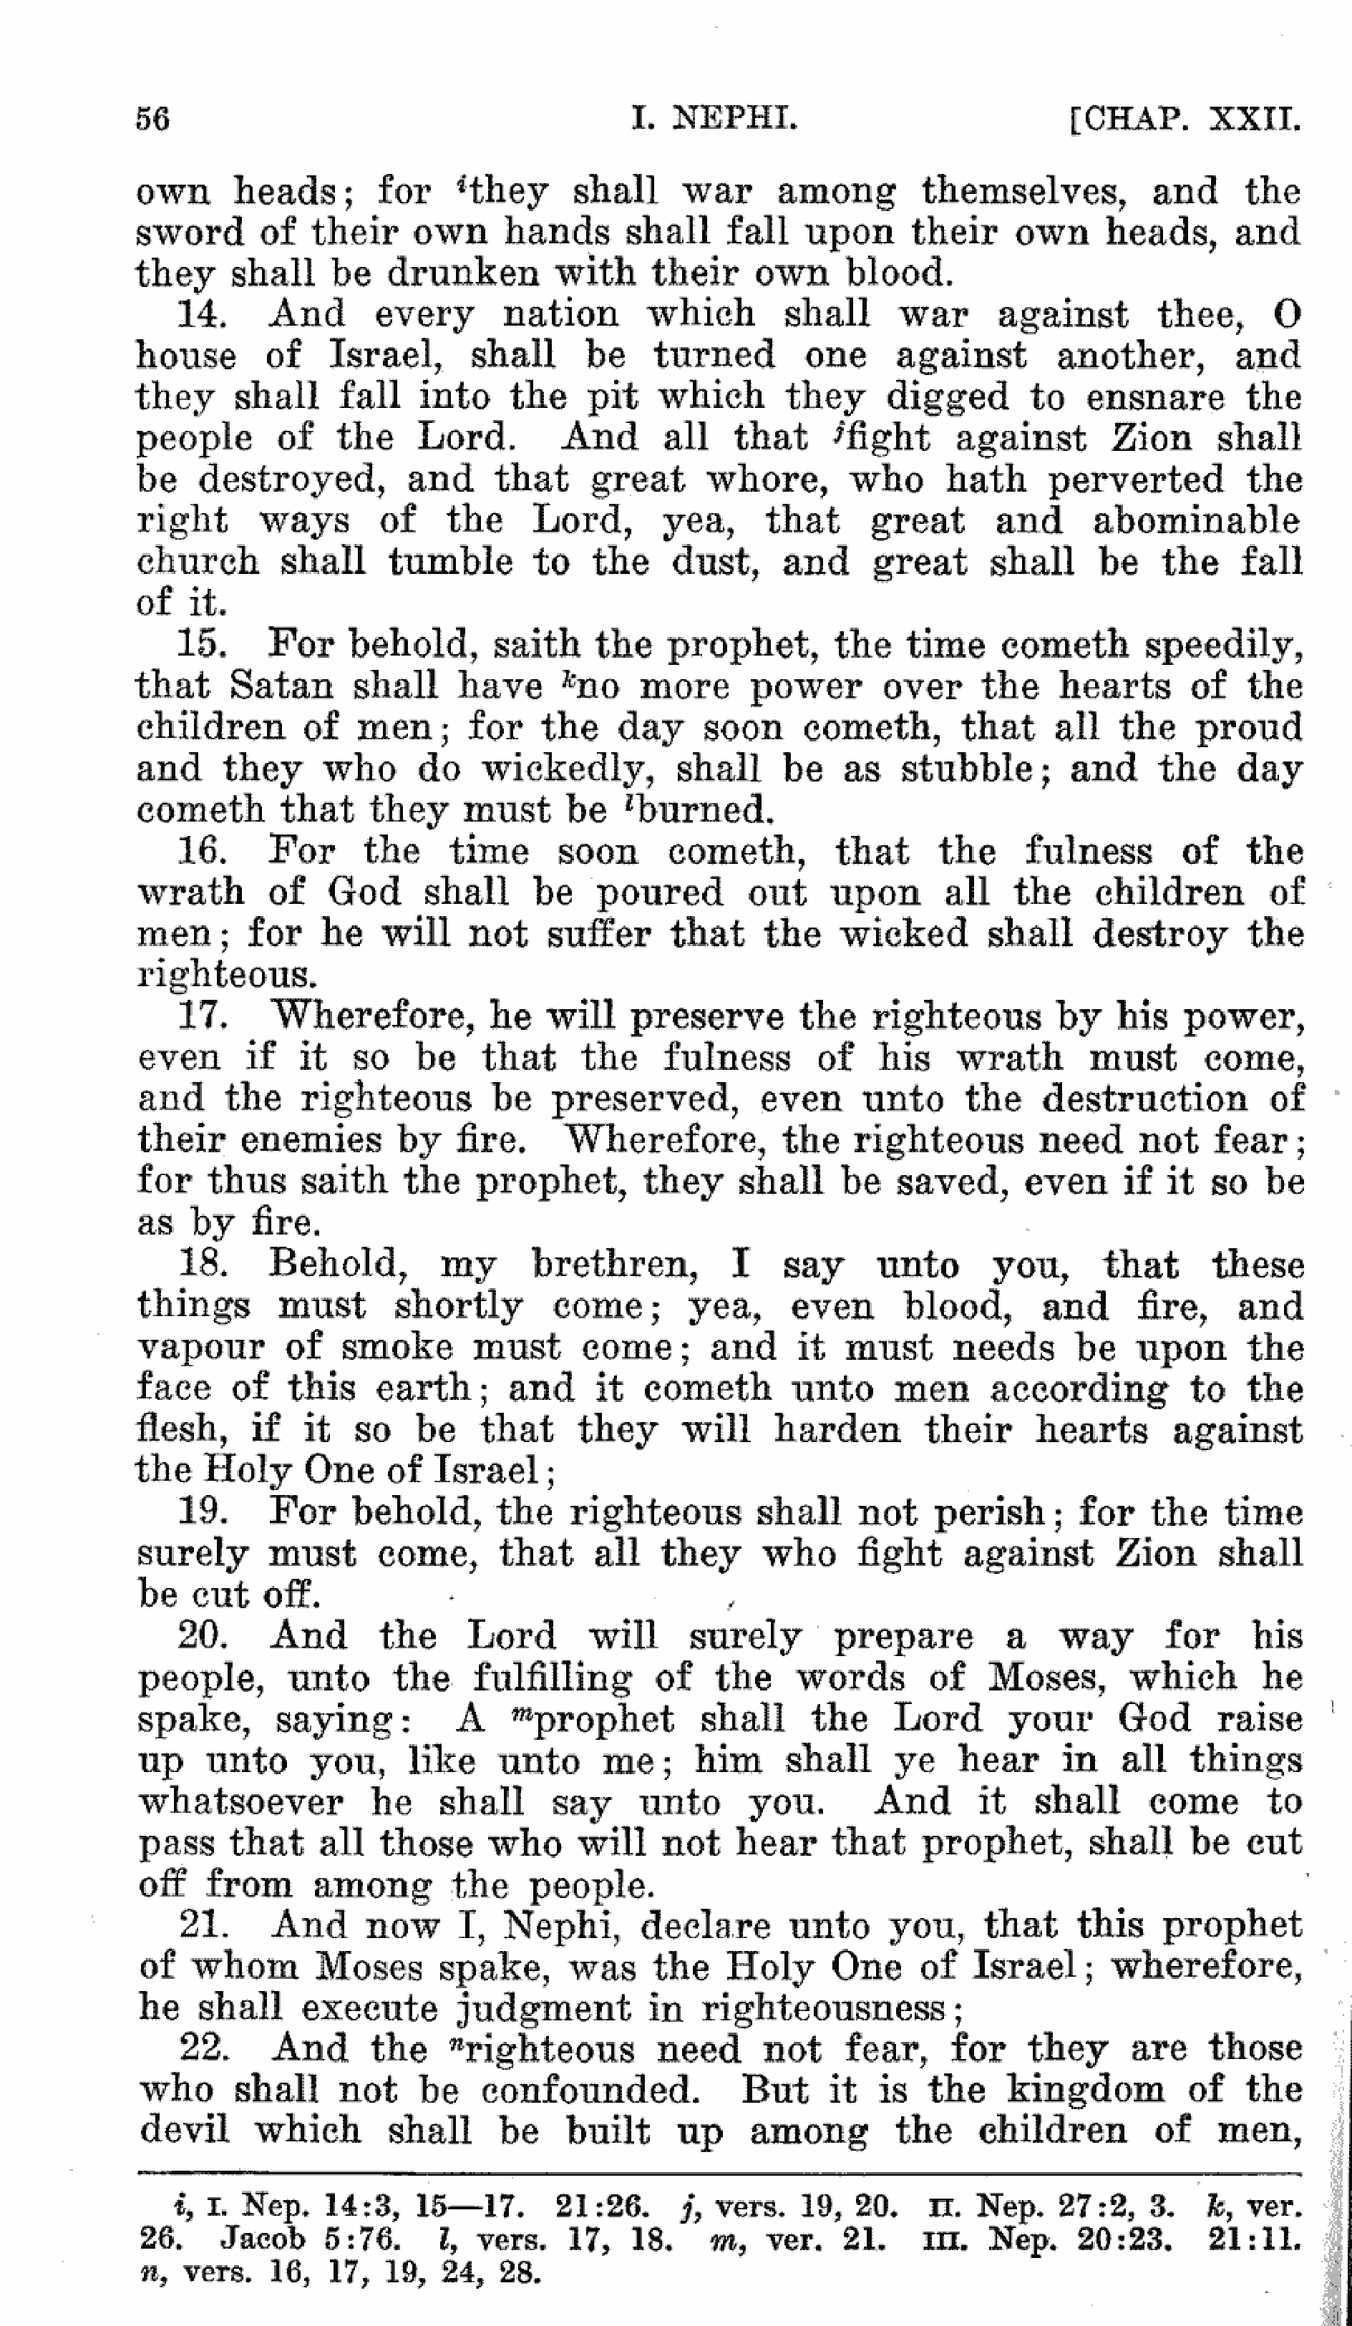 56 I. NEPHI. [CHAP. XXII.
own heads; for ithey shall war among themselves, and the
sword of their own hands shall fall upon their own heads, and
they shall be drunken with their own blood.
14. And every nation which shall war against thee, O
house of Israel, shall be turned one against another, and
they shall fall into the pit which they digged to ensnare the
people of the Lord. And all that jfight against Zion shall
be destroyed, and that great whore, who hath perverted the
right ways of the Lord, yea, that great and abominable
church shall tumble to the dust, and great shall be the fall
of it.
15. For behold, saith the prophet, the time cometh speedily,
that Satan shall have kno more power over the hearts of the
children of men; for the day soon cometh, that all the proud
and they who do wickedly, shall be as stubble; and the day
cometh that they must be lburned.
16. For the time soon cometh, that the fulness of the
wrath of God shall be poured out upon all the children of
men; for he will not suffer that the wicked shall destroy the
righteous.
17. Wherefore, he will preserve the righteous by his power,
even if it so be that the fulness of his wrath must come,
and the righteous be preserved, even unto the destruction of
their enemies by fire. Wherefore, the righteous need not fear;
for thus saith the prophet, they shall be saved, even if it so be
as by fire.
18. Behold, my brethren, I say unto you, that these
things must shortly come; yea, even blood, and fire, and
vapour of smoke must come; and it must needs be upon the
face of this earth; and it cometh unto men according to the
flesh, if it so be that they will harden their hearts against
the Holy One of Israel;
19. For behold, the righteous shall not perish; for the time
surely must come, that all they who fight against Zion shall
be cut off.
20. And the Lord will surely prepare a way for his
people, unto the fulfilling of the words of Moses, which he
spake, saying: A mprophet shall the Lord your God raise
up unto you, like unto me; him shall ye hear in all things
whatsoever he shall say unto you. And it shall come to
pass that all those who will not hear that prophet, shall be cut
off from among the people.
21. And now I, Nephi, declare unto you, that this prophet
of whom Moses spake, was the Holy One of Israel; wherefore,
he shall execute judgment in righteousness;
22. And the nrighteous need not fear, for they are those
who shall not be confounded. But it is the kingdom of the
devil which shall be built up among the children of men,
i, I. Nep. 14:3, 15—17. 21:26. j, vers. 19, 20. II. Nep. 27:2, 3. k, ver.
26. Jacob 5:76. l, vers. 17, 18. m, ver. 21. III. Nep. 20:23. 21:11.
n, vers. 16, 17, 19, 24, 28.